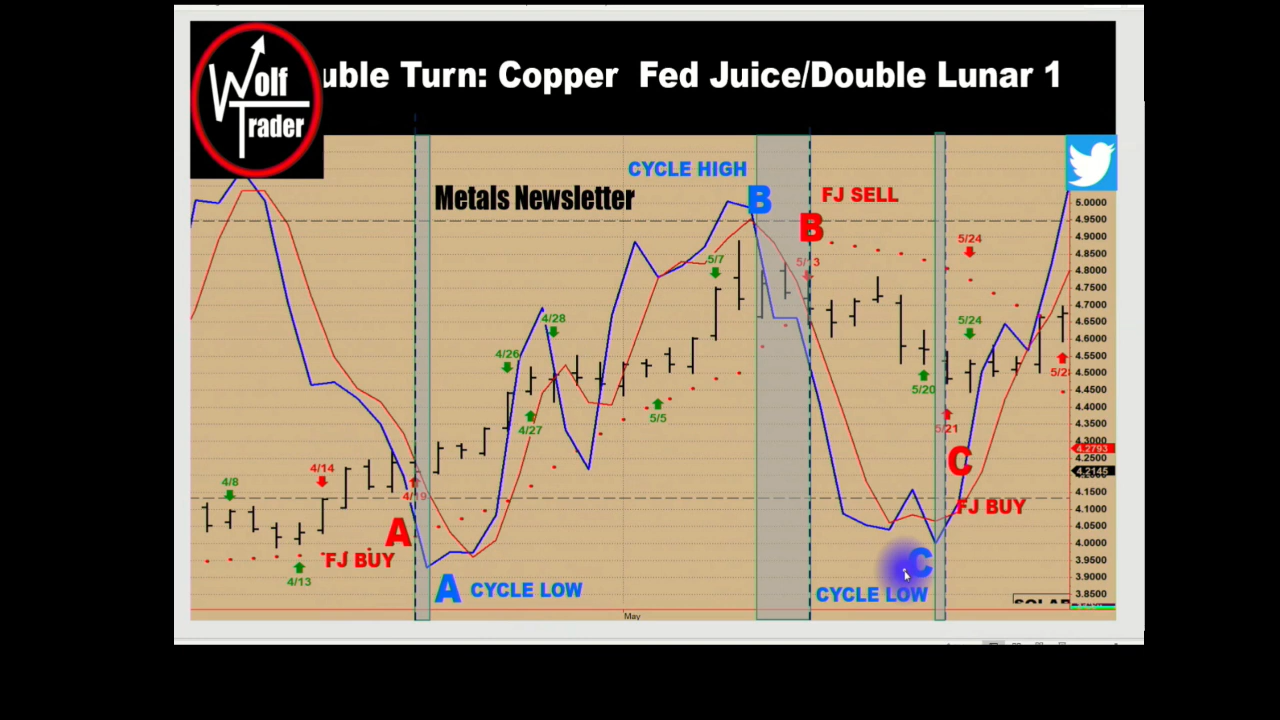 Wolf
Trader
uble Turn: Copper Fed Juice/Double Lunar 1
CYCLE HIGH
Metals Newsletter
B
FJ SELL
B
5.0000
4.9500
4.9000
4.8500
4.8000
4.7500
4.7000
4.6500
4.6000
4.5500
4.5000
4.4500
4.4000
4.3500
4.3000
4.2793
4.2500
4.2145
4.1500
4.1000
4.0500
4.0000
3.9500
3.9000
3.8500
5/24
5/7
4/28
5/24
4/26
5/20
5/5
4/27
5/21
4/14
4/8
4/19
C
A
FJ BUY
FJ BUY
4/13
C
A
CYCLE LOW
CYCLE LOW
May